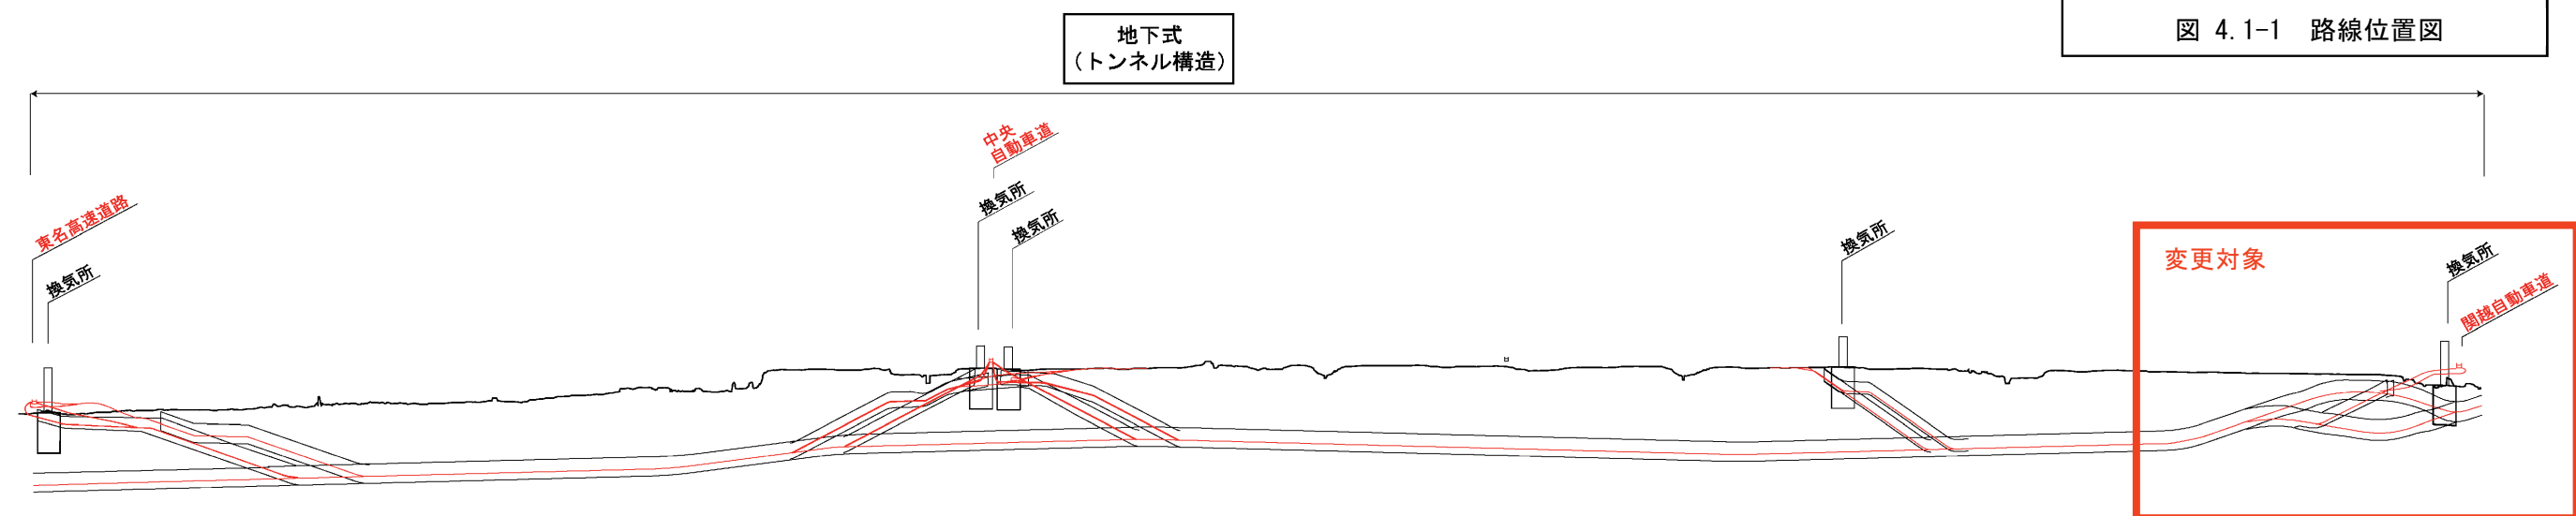 図 4.1-1 路線位置図
地下式
(トンネル構造)
東名高速道路
換気所
中央
自動車道
換気所
換気所
換気所
変更対象
換気所
関越自動車道